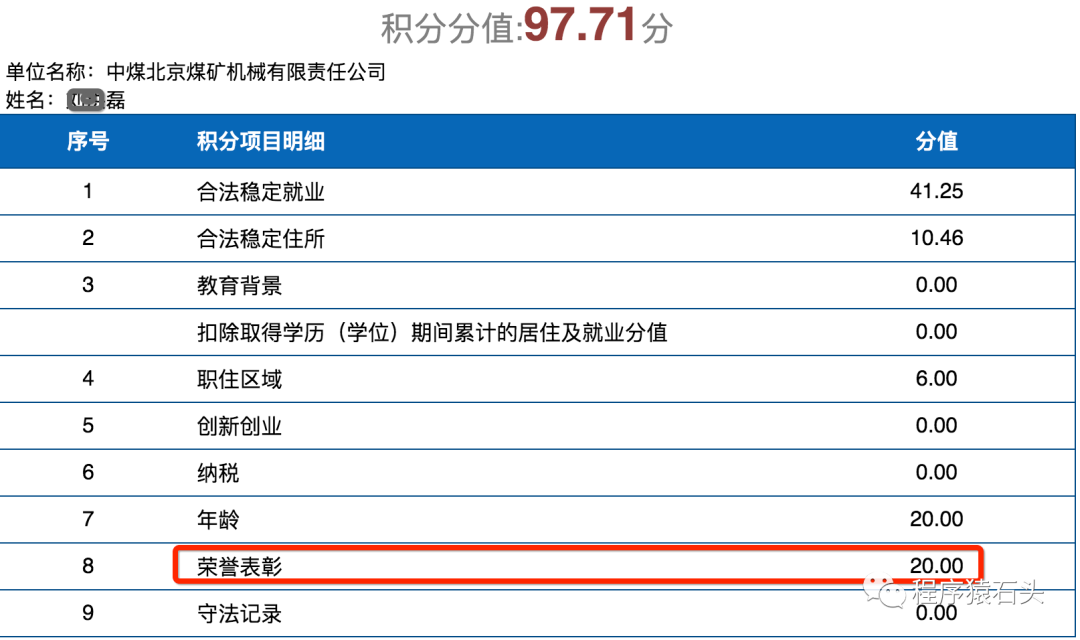 积分分值:97.71分
单位名称：中煤北京煤矿机械有限责任公司
姓名：磊
序号 积分项目明细 分值
1 合法稳定就业 41.25
2 合法稳定住所 10.46
3 教育背景 0.00
扣除取得学历（学位）期间累计的居住及就业分值 0.00
4 职住区域 6.00
5 创新创业 0.00
6 纳税 0.00
7 年龄 20.00
8 荣誉表彰 20.00
9 守法记录 0.00
程序猿石头